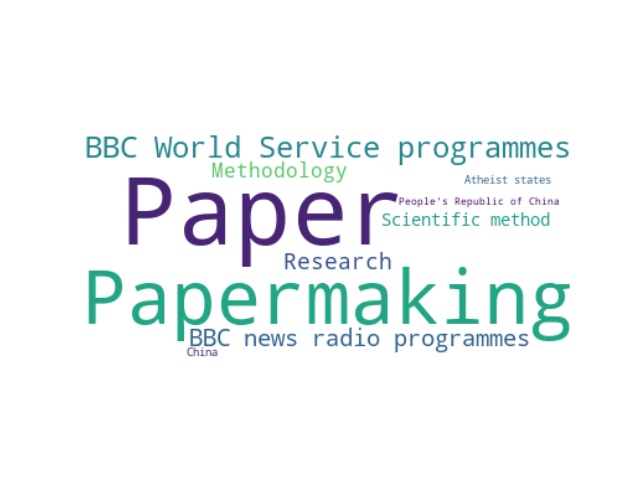 BBC World Service programmes
Methodology
Atheist states
Paper
People's Republic of China
Scientific method
Research
Papermaking
BBC news radio programmes
China